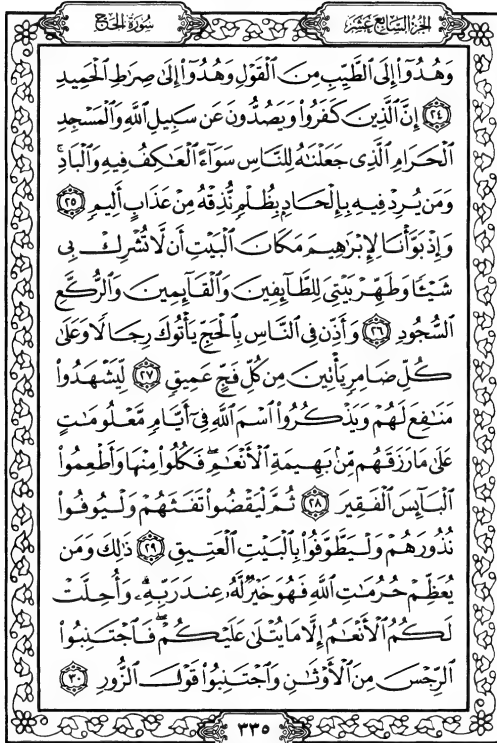 الجزء السابع عشر
سورة الحج
وَهُدُوٓا۟ إِلَى ٱلطَّيِّبِ مِنَ ٱلْقَوْلِ وَهُدُوٓا۟ إِلَىٰ صِرَٰطِ ٱلْحَمِيدِ
﴿٢٤﴾ إِنَّ ٱلَّذِينَ كَفَرُوا۟ وَيَصُدُّونَ عَن سَبِيلِ ٱللَّهِ وَٱلْمَسْجِدِ
ٱلْحَرَامِ ٱلَّذِى جَعَلْنَٰهُ لِلنَّاسِ سَوَآءً ٱلْعَٰكِفُ فِيهِ وَٱلْبَادِ ۚ
وَمَن يُرِدْ فِيهِ بِإِلْحَادٍۭ بِظُلْمٍ نُّذِقْهُ مِنْ عَذَابٍ أَلِيمٍ ﴿٢٥﴾
وَإِذْ بَوَّأْنَا لِإِبْرَٰهِيمَ مَكَانَ ٱلْبَيْتِ أَن لَّا تُشْرِكْ بِى
شَيْـًٔا وَطَهِّرْ بَيْتِىَ لِلطَّآئِفِينَ وَٱلْقَآئِمِينَ وَٱلرُّكَّعِ
ٱلسُّجُودِ ﴿٢٦﴾ وَأَذِّن فِى ٱلنَّاسِ بِٱلْحَجِّ يَأْتُوكَ رِجَالًا وَعَلَىٰ
كُلِّ ضَامِرٍ يَأْتِينَ مِن كُلِّ فَجٍّ عَمِيقٍ ﴿٢٧﴾ لِّيَشْهَدُوا۟
مَنَٰفِعَ لَهُمْ وَيَذْكُرُوا۟ ٱسْمَ ٱللَّهِ فِىٓ أَيَّامٍ مَّعْلُومَٰتٍ
عَلَىٰ مَا رَزَقَهُم مِّنۢ بَهِيمَةِ ٱلْأَنْعَٰمِ ۖ فَكُلُوا۟ مِنْهَا وَأَطْعِمُوا۟
ٱلْبَآئِسَ ٱلْفَقِيرَ ﴿٢٨﴾ ثُمَّ لْيَقْضُوا۟ تَفَثَهُمْ وَلْيُوفُوا۟
نُذُورَهُمْ وَلْيَطَّوَّفُوا۟ بِٱلْبَيْتِ ٱلْعَتِيقِ ﴿٢٩﴾ ذَٰلِكَ وَمَن
يُعَظِّمْ حُرُمَٰتِ ٱللَّهِ فَهُوَ خَيْرٌ لَّهُۥ عِندَ رَبِّهِۦ ۗ وَأُحِلَّتْ
لَكُمُ ٱلْأَنْعَٰمُ إِلَّا مَا يُتْلَىٰ عَلَيْكُمْ ۖ فَٱجْتَنِبُوا۟
ٱلرِّجْسَ مِنَ ٱلْأَوْثَٰنِ وَٱجْتَنِبُوا۟ قَوْلَ ٱلزُّورِ ﴿٣٠﴾
٣٣٥